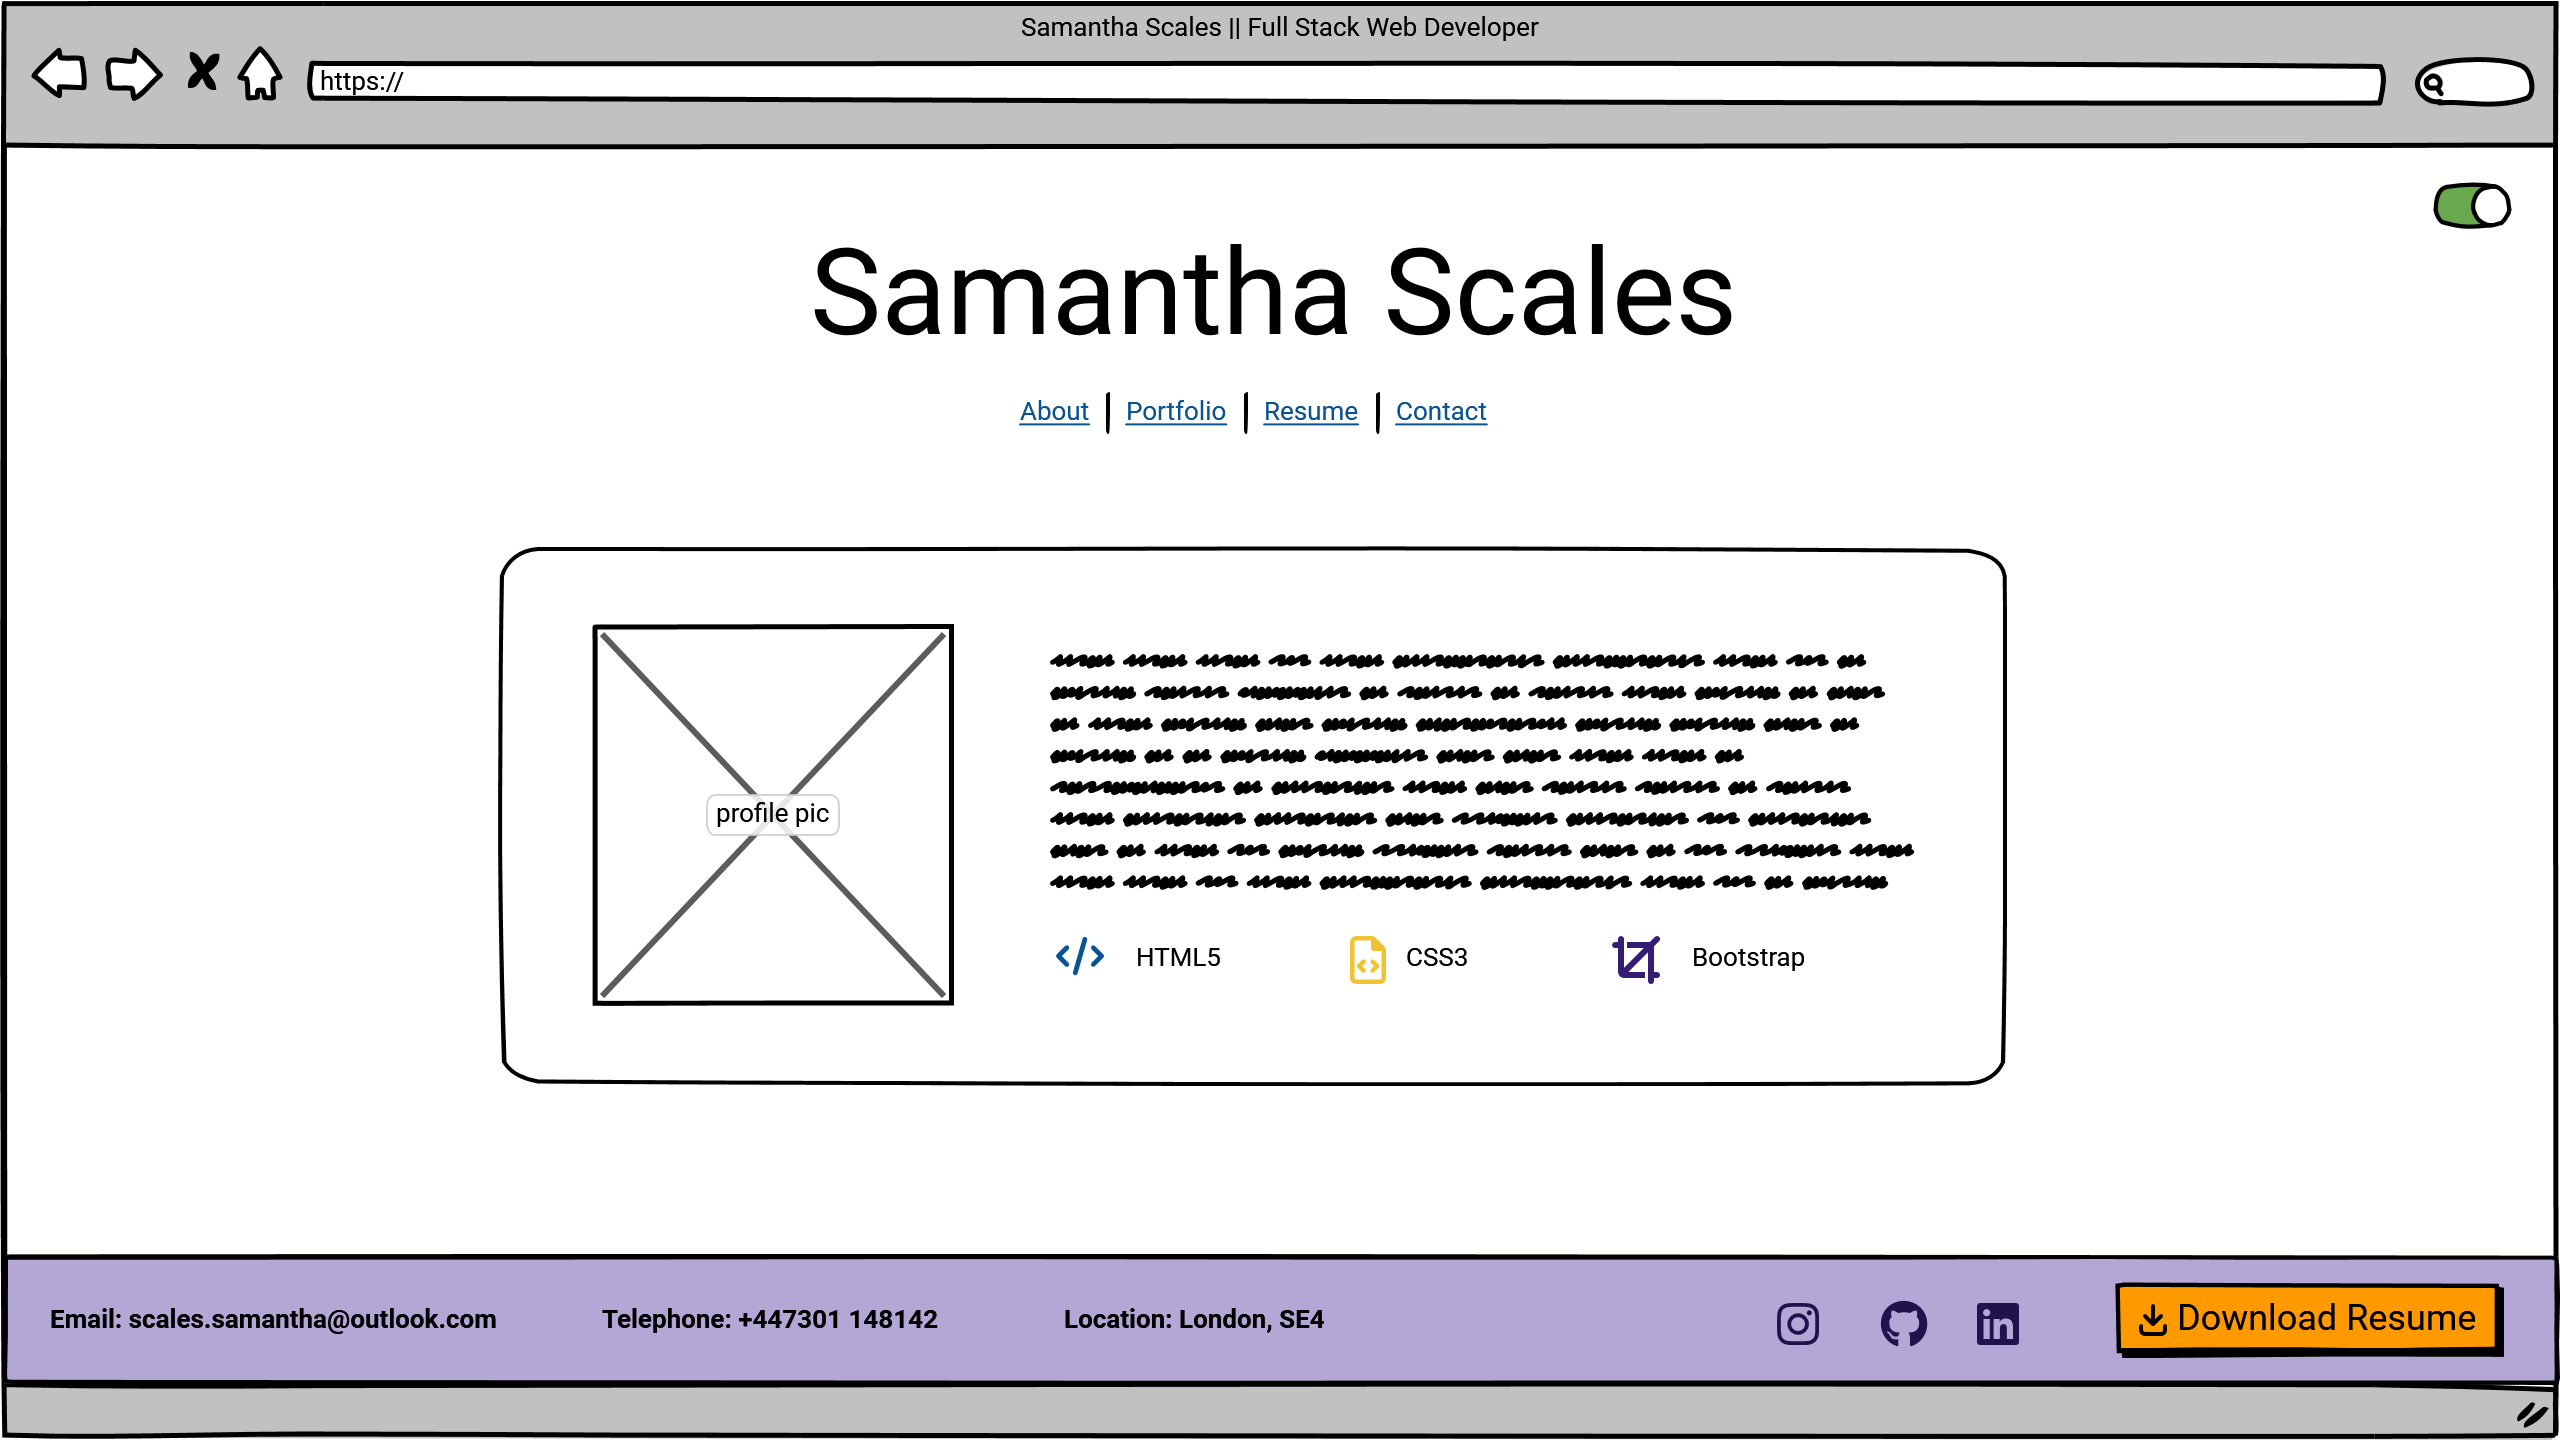 Samantha Scales || Full Stack Web Developer
https://
Samantha Scales
About | Portfolio | Resume | Contact
profile pic
HTML5 CSS3 Bootstrap
Email: scales.samantha@outlook.com Telephone: +447301 148142 Location: London, SE4 Download Resume